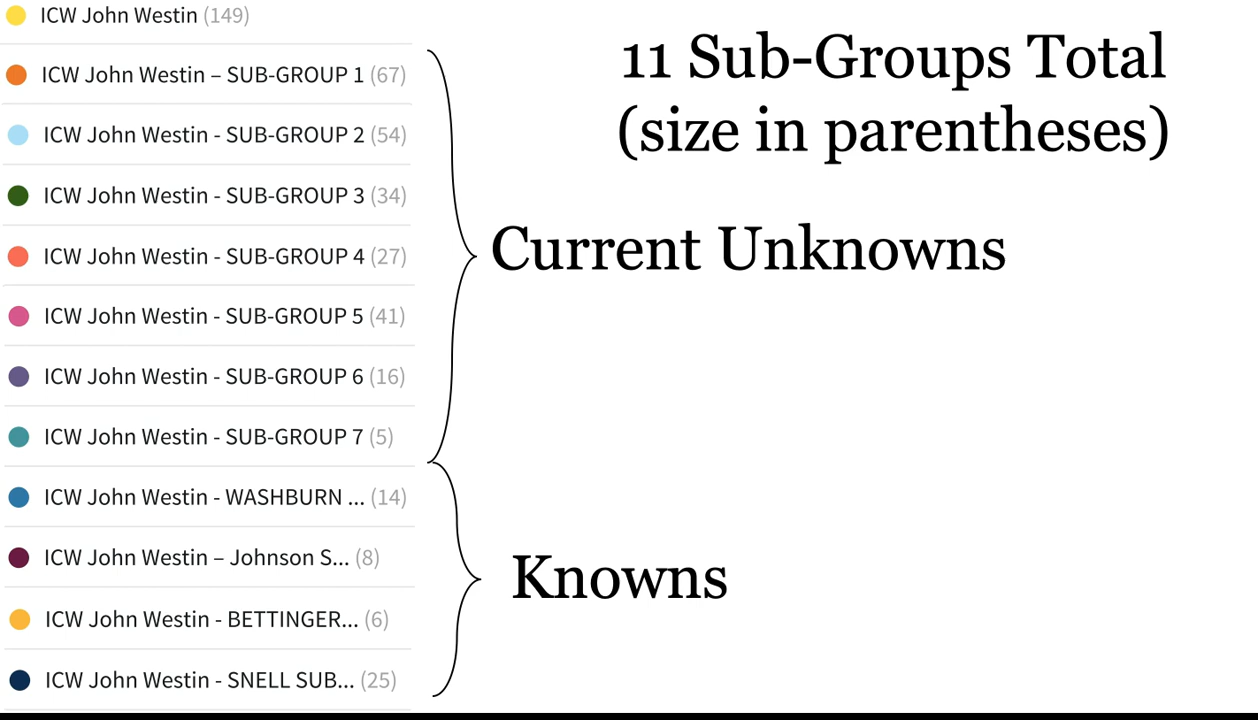 ICW John Westin (149)
ICW John Westin – SUB-GROUP 1 (67)
ICW John Westin - SUB-GROUP 2 (54)
ICW John Westin - SUB-GROUP 3 (34)
ICW John Westin - SUB-GROUP 4 (27)
ICW John Westin - SUB-GROUP 5 (41)
ICW John Westin - SUB-GROUP 6 (16)
ICW John Westin - SUB-GROUP 7 (5)
ICW John Westin - WASHBURN ... (14)
ICW John Westin – Johnson S... (8)
ICW John Westin - BETTINGER... (6)
ICW John Westin - SNELL SUB... (25)
11 Sub-Groups Total
(size in parentheses)
Current Unknowns
Knowns